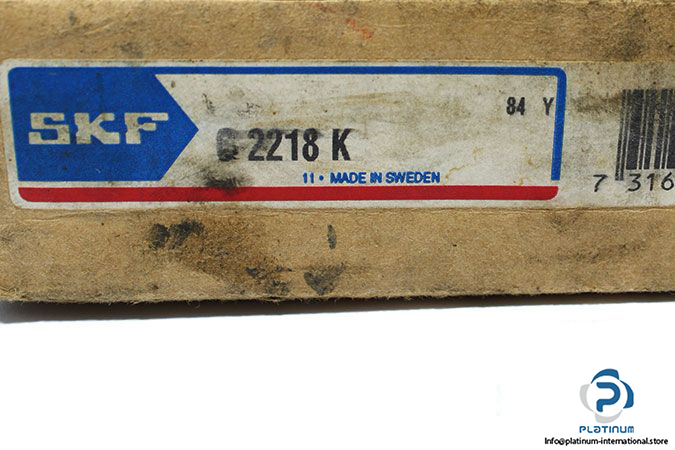 SKF
84 Y
C 2218 K
11 • MADE IN SWEDEN
7 316
PLATINUM
Info@platinum-international.store